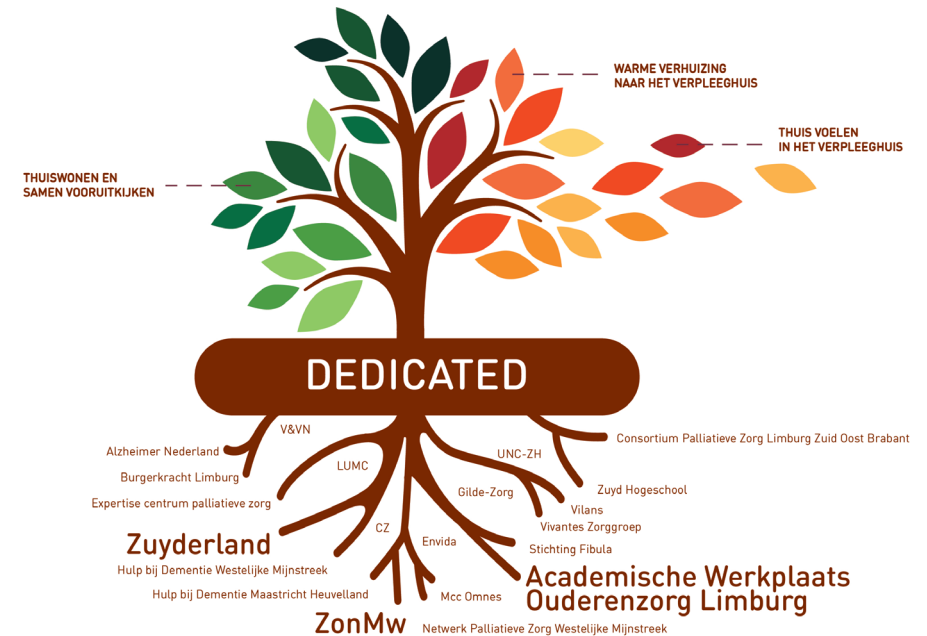 WARME VERHUIZING
NAAR HET VERPLEEGHUIS
THUIS VOELEN
IN HET VERPLEEGHUIS
THUISWONEN EN
SAMEN VOORUITKIJKEN
DEDICATED
V&VN
Alzheimer Nederland
Burgerkracht Limburg
LUMC
Expertise centrum palliatieve zorg
Zuyderland
CZ
Hulp bij Dementie Westelijke Mijnstreek
Envida
Hulp bij Dementie Maastricht Heuvelland
Mcc Omnes
ZonMw
Netwerk Palliatieve Zorg Westelijke Mijnstreek
Consortium Palliatieve Zorg Limburg Zuid Oost Brabant
UNC-ZH
Gilde-Zorg
Zuyd Hogeschool
Vilans
Vivantes Zorggroep
Stichting Fibula
Academische Werkplaats
Ouderenzorg Limburg